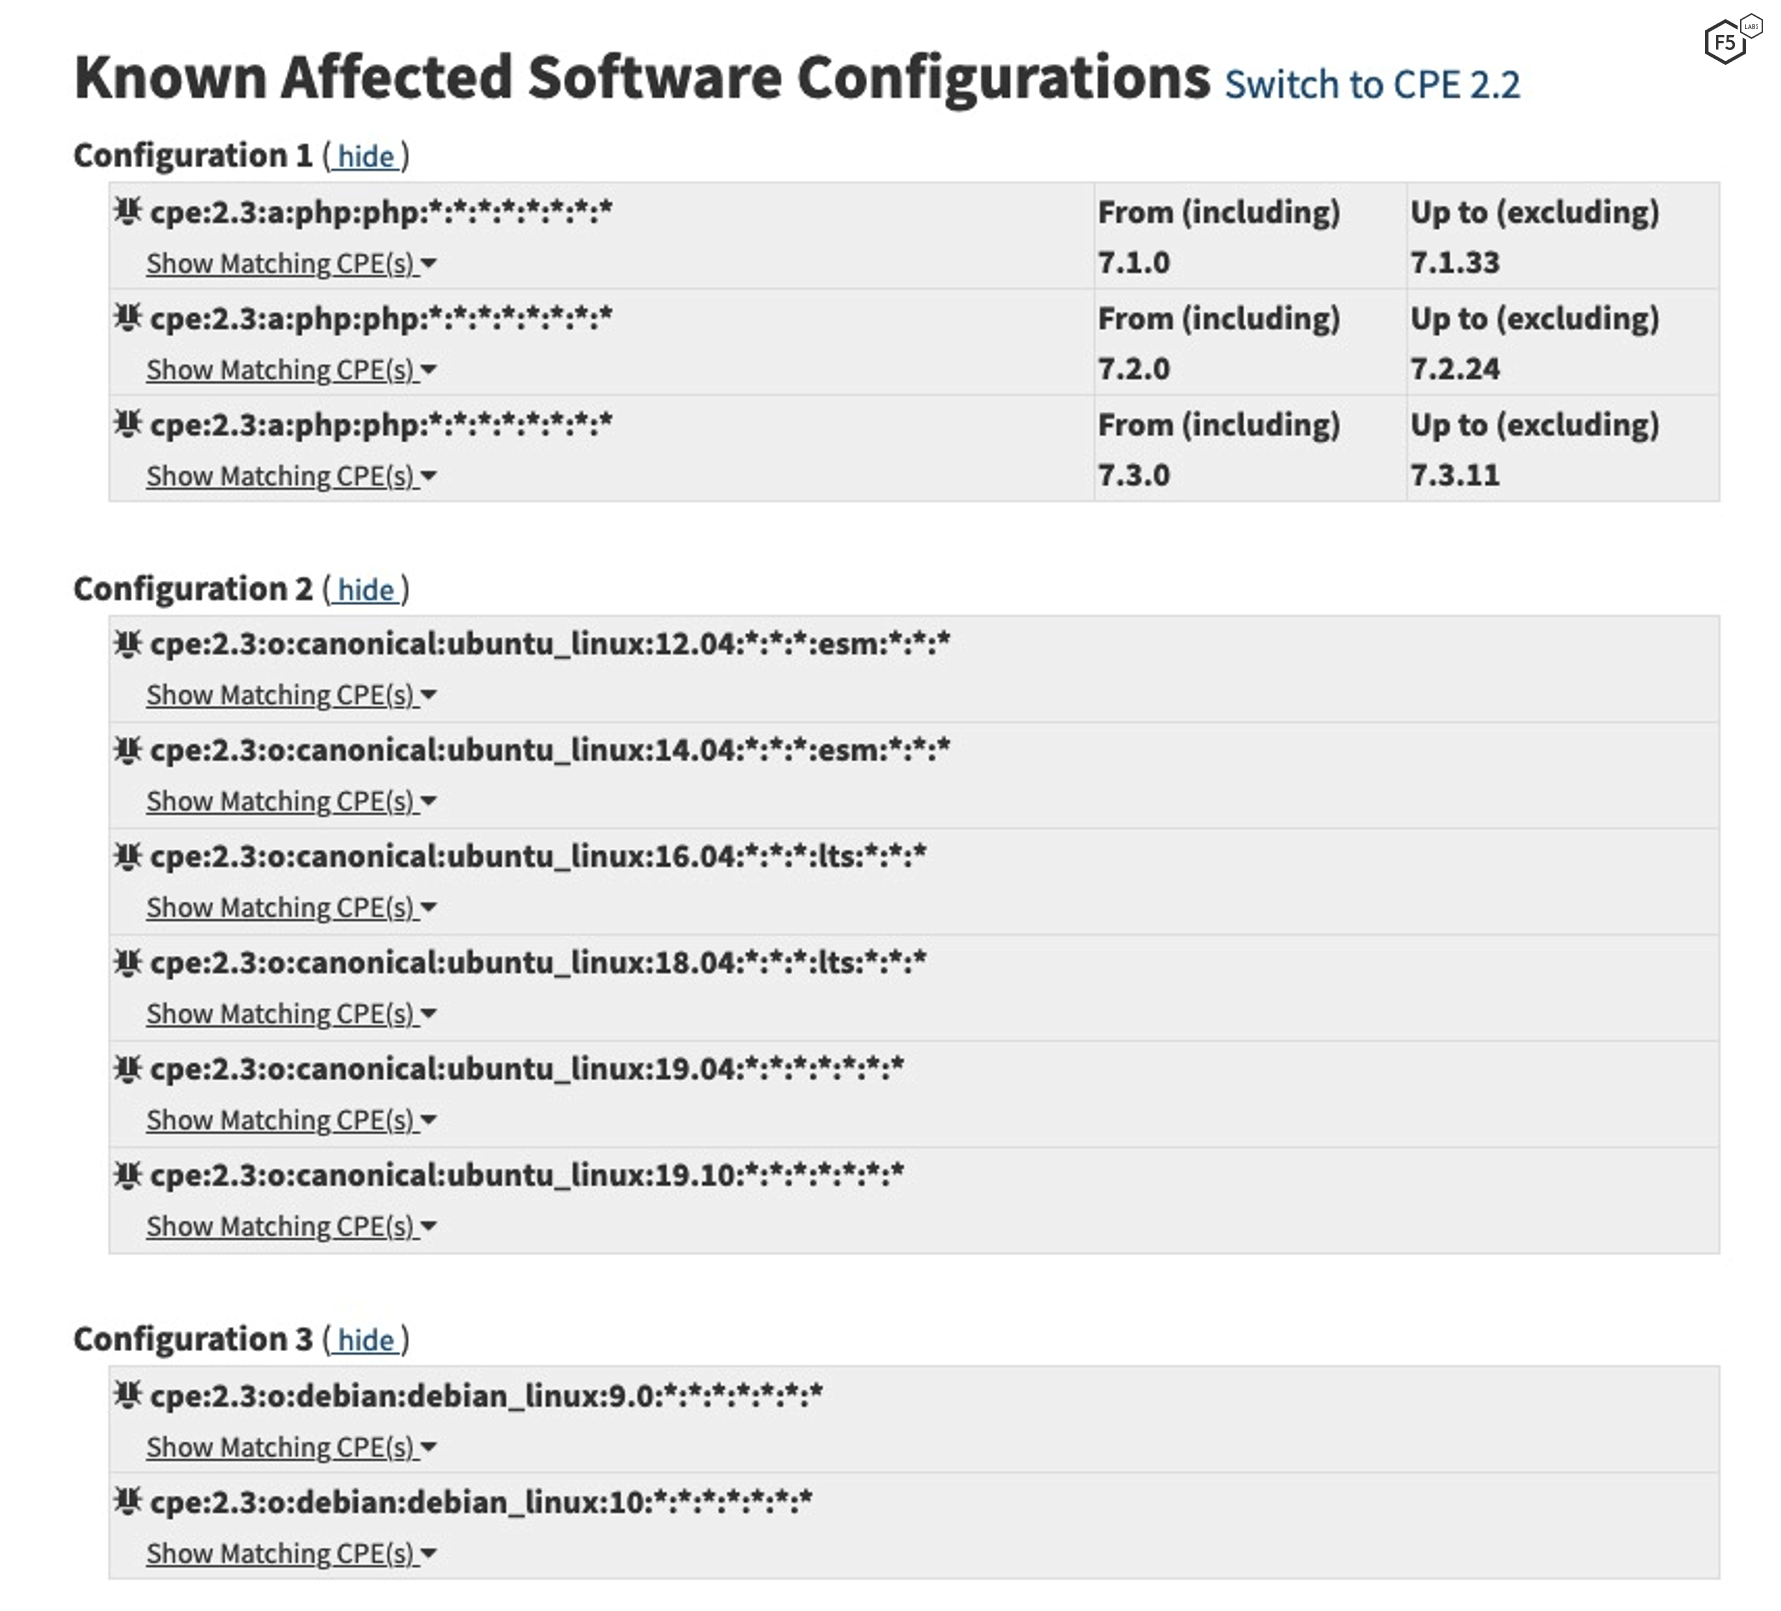 F5 LABS
Known Affected Software Configurations Switch to CPE 2.2
Configuration 1 ( hide )
cpe:2.3:a:php:php:*:*:*:*:*:*:*:* From (including) Up to (excluding)
Show Matching CPE(s) 7.1.0 7.1.33
cpe:2.3:a:php:php:*:*:*:*:*:*:*:* From (including) Up to (excluding)
Show Matching CPE(s) 7.2.0 7.2.24
cpe:2.3:a:php:php:*:*:*:*:*:*:*:* From (including) Up to (excluding)
Show Matching CPE(s) 7.3.0 7.3.11
Configuration 2 ( hide )
cpe:2.3:o:canonical:ubuntu_linux:12.04:*:*:*:esm:*:*:*
Show Matching CPE(s)
cpe:2.3:o:canonical:ubuntu_linux:14.04:*:*:*:esm:*:*:*
Show Matching CPE(s)
cpe:2.3:o:canonical:ubuntu_linux:16.04:*:*:*:lts:*:*:*
Show Matching CPE(s)
cpe:2.3:o:canonical:ubuntu_linux:18.04:*:*:*:lts:*:*:*
Show Matching CPE(s)
cpe:2.3:o:canonical:ubuntu_linux:19.04:*:*:*:*:*:*:*
Show Matching CPE(s)
cpe:2.3:o:canonical:ubuntu_linux:19.10:*:*:*:*:*:*:*
Show Matching CPE(s)
Configuration 3 ( hide )
cpe:2.3:o:debian:debian_linux:9.0:*:*:*:*:*:*:*
Show Matching CPE(s)
cpe:2.3:o:debian:debian_linux:10:*:*:*:*:*:*:*
Show Matching CPE(s)